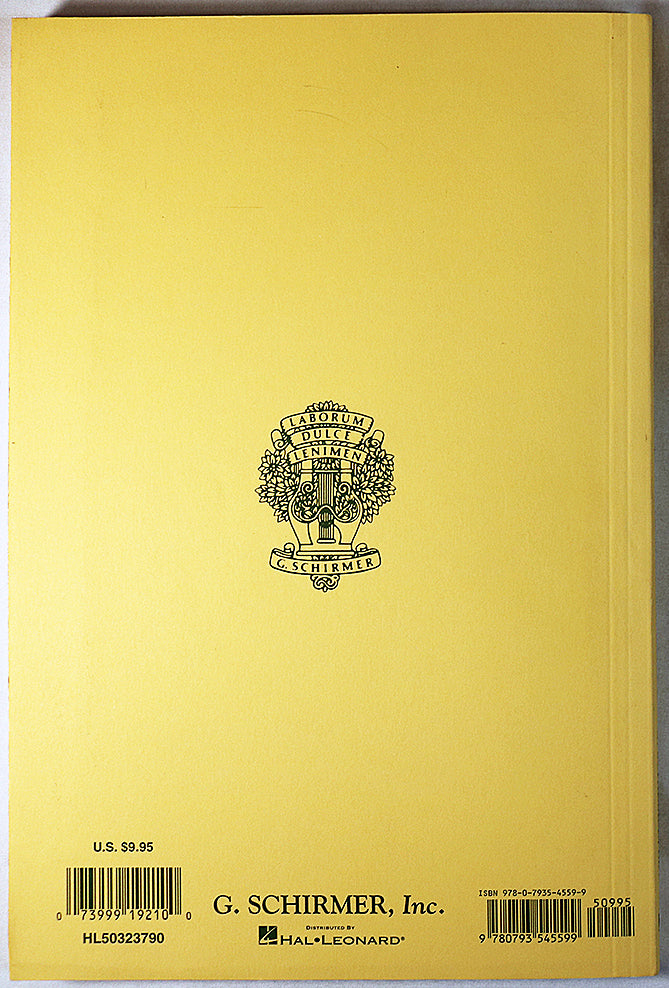 LABORUM
DULCE
LENIMEN
G. SCHIRMER
U.S. $9.95
0 73999 19210 0
HL50323790
G. SCHIRMER, Inc.
DISTRIBUTED BY
HAL•LEONARD®
ISBN 978-0-7935-4559-9
50995
9 780793 545599